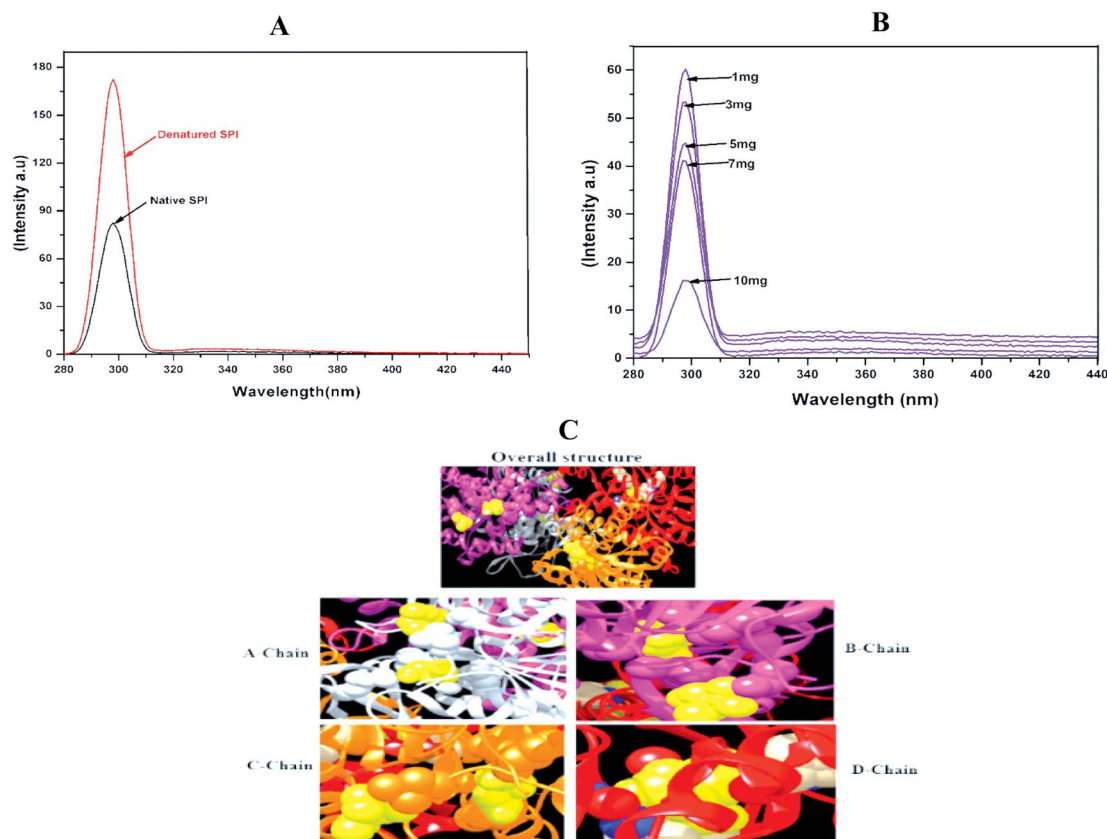 A
(Intensity a.u)
180
150
120
90
60
30
0
Denatured SPI
Native SPI
280 300 320 340 360 380 400 420 440
Wavelength(nm)
B
(Intensity a.u)
60
50
40
30
20
10
0
1mg
3mg
5mg
7mg
10mg
280 300 320 340 360 380 400 420 440
Wavelength (nm)
C
Overall structure
A-Chain
B-Chain
C-Chain
D-Chain